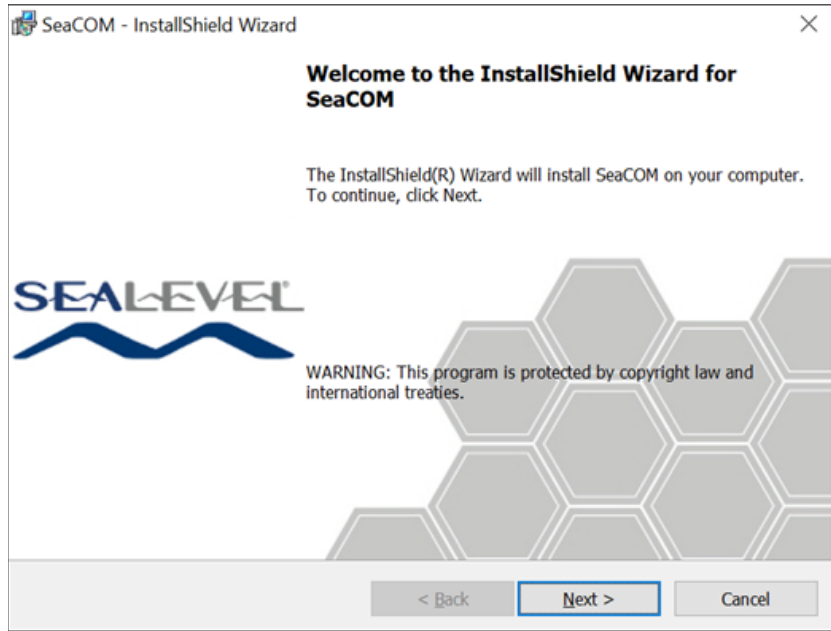 SeaCOM - InstallShield Wizard
Welcome to the InstallShield Wizard for
SeaCOM
The InstallShield(R) Wizard will install SeaCOM on your computer.
To continue, click Next.
SEALEVEL®
WARNING: This program is protected by copyright law and
international treaties.
< Back
Next >
Cancel